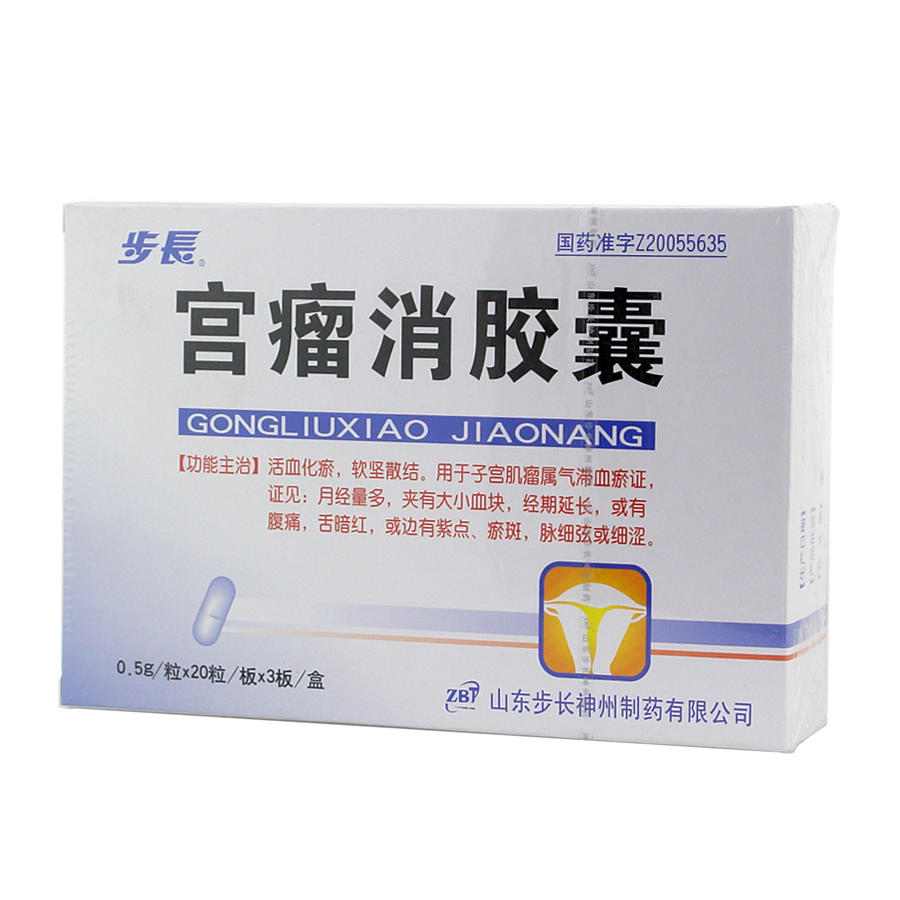 步長®
国药准字Z20055635
宫瘤消胶囊
GONGLIUXIAO JIAONANG
【功能主治】活血化瘀，软坚散结。用于子宫肌瘤属气滞血瘀证，
证见：月经量多，夹有大小血块，经期延长，或有
腹痛，舌暗红，或边有紫点、瘀斑，脉细弦或细涩。
0.5g/粒x20粒/板x3板/盒
ZBT
山东步长神州制药有限公司